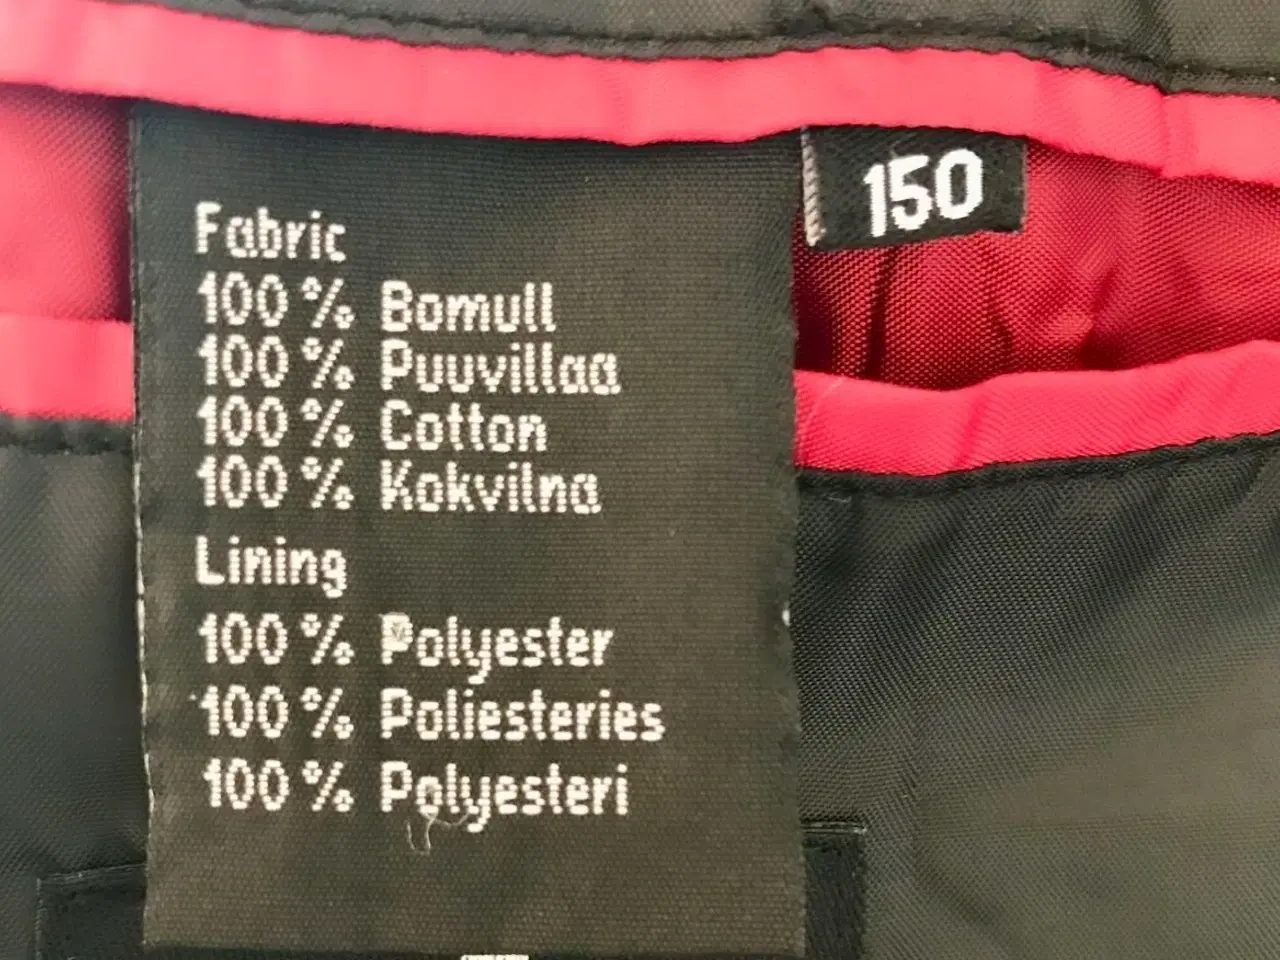 150
Fabric
100 % Bomull
100 % Puuvillaa
100 % Cotton
100 % Kokvilna
Lining
100 % Polyester
100 % Poliesteries
100 % Polyesteri